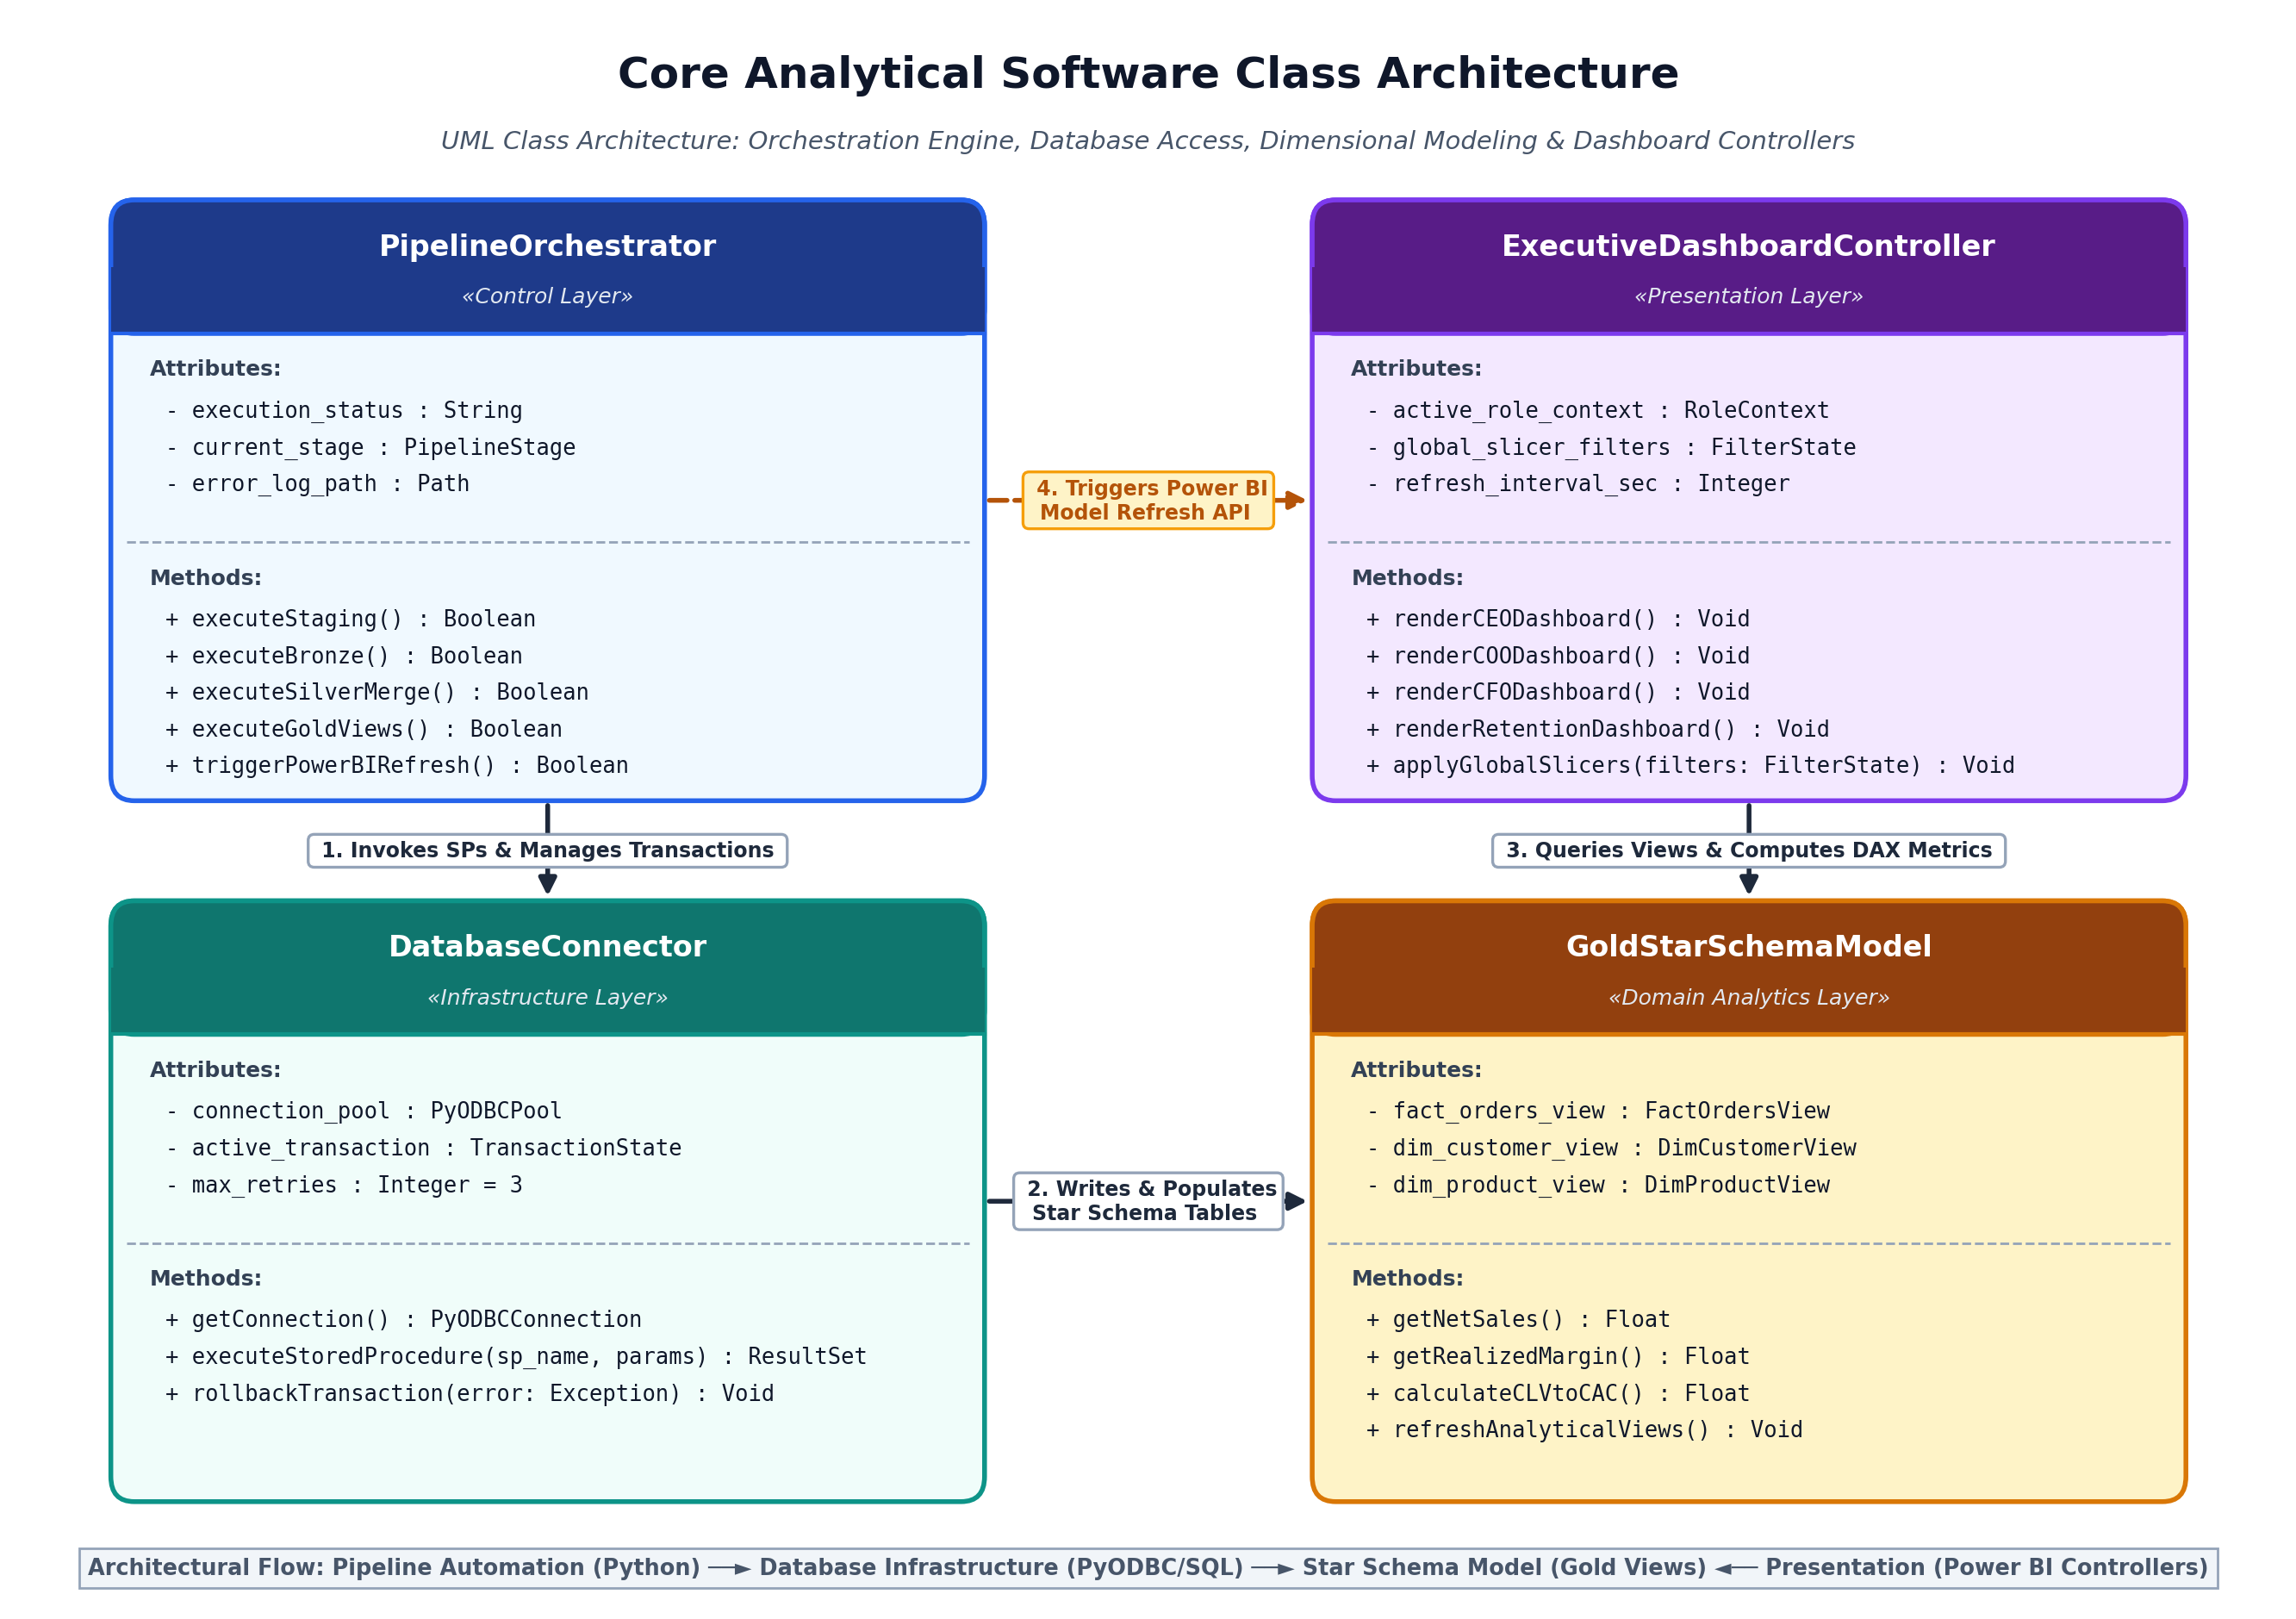 Core Analytical Software Class Architecture
UML Class Architecture: Orchestration Engine, Database Access, Dimensional Modeling & Dashboard Controllers
PipelineOrchestrator
«Control Layer»
Attributes:
- execution_status : String
- current_stage : PipelineStage
- error_log_path : Path
Methods:
+ executeStaging() : Boolean
+ executeBronze() : Boolean
+ executeSilverMerge() : Boolean
+ executeGoldViews() : Boolean
+ triggerPowerBIRefresh() : Boolean
4. Triggers Power BI
Model Refresh API
ExecutiveDashboardController
«Presentation Layer»
Attributes:
- active_role_context : RoleContext
- global_slicer_filters : FilterState
- refresh_interval_sec : Integer
Methods:
+ renderCEODashboard() : Void
+ renderCOODashboard() : Void
+ renderCFODashboard() : Void
+ renderRetentionDashboard() : Void
+ applyGlobalSlicers(filters: FilterState) : Void
1. Invokes SPs & Manages Transactions
3. Queries Views & Computes DAX Metrics
DatabaseConnector
«Infrastructure Layer»
Attributes:
- connection_pool : PyODBCPool
- active_transaction : TransactionState
- max_retries : Integer = 3
Methods:
+ getConnection() : PyODBCConnection
+ executeStoredProcedure(sp_name, params) : ResultSet
+ rollbackTransaction(error: Exception) : Void
2. Writes & Populates
Star Schema Tables
GoldStarSchemaModel
«Domain Analytics Layer»
Attributes:
- fact_orders_view : FactOrdersView
- dim_customer_view : DimCustomerView
- dim_product_view : DimProductView
Methods:
+ getNetSales() : Float
+ getRealizedMargin() : Float
+ calculateCLVtoCAC() : Float
+ refreshAnalyticalViews() : Void
Architectural Flow: Pipeline Automation (Python) ──► Database Infrastructure (PyODBC/SQL) ──► Star Schema Model (Gold Views) ◄── Presentation (Power BI Controllers)